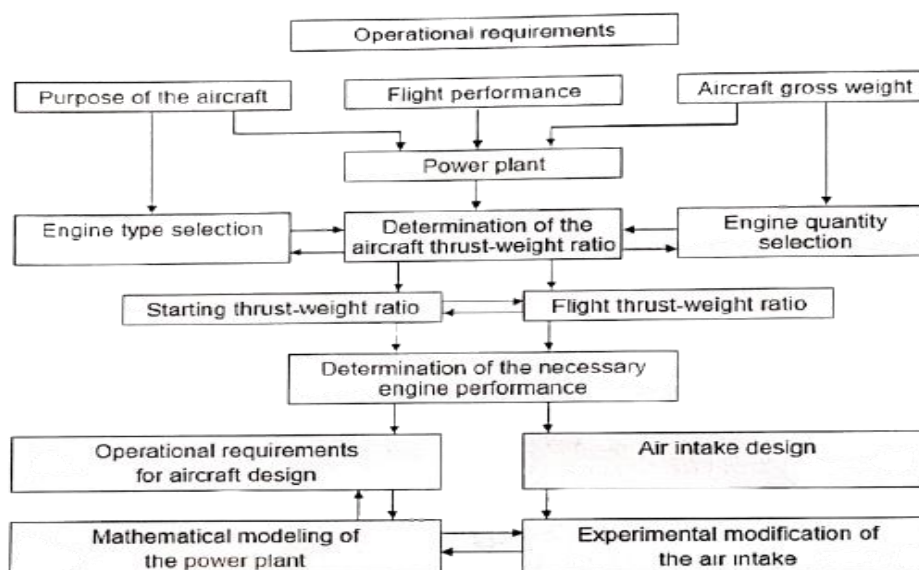 Operational requirements
Purpose of the aircraft
Flight performance
Aircraft gross weight
Power plant
Engine type selection
Determination of the
aircraft thrust-weight ratio
Engine quantity
selection
Starting thrust-weight ratio
Flight thrust-weight ratio
Determination of the necessary
engine performance
Operational requirements
for aircraft design
Air intake design
Mathematical modeling of
the power plant
Experimental modification of
the air intake